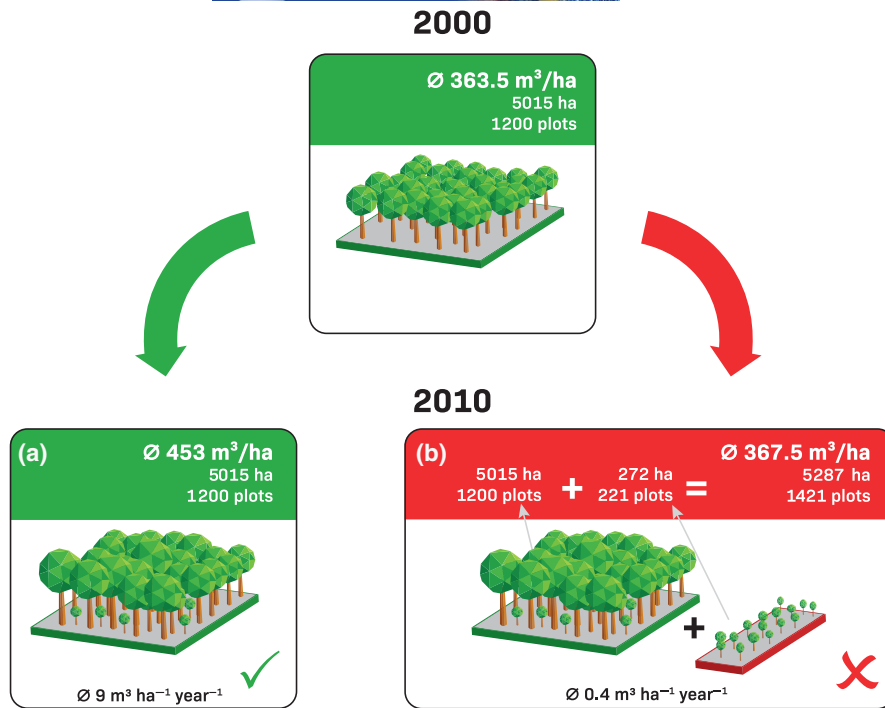 2000
Ø 363.5 m³/ha
5015 ha
1200 plots
2010
(a)
Ø 453 m³/ha
5015 ha
1200 plots
Ø 9 m³ ha⁻¹ year⁻¹
(b)
Ø 367.5 m³/ha
5015 ha + 272 ha = 5287 ha
1200 plots 221 plots 1421 plots
+
Ø 0.4 m³ ha⁻¹ year⁻¹